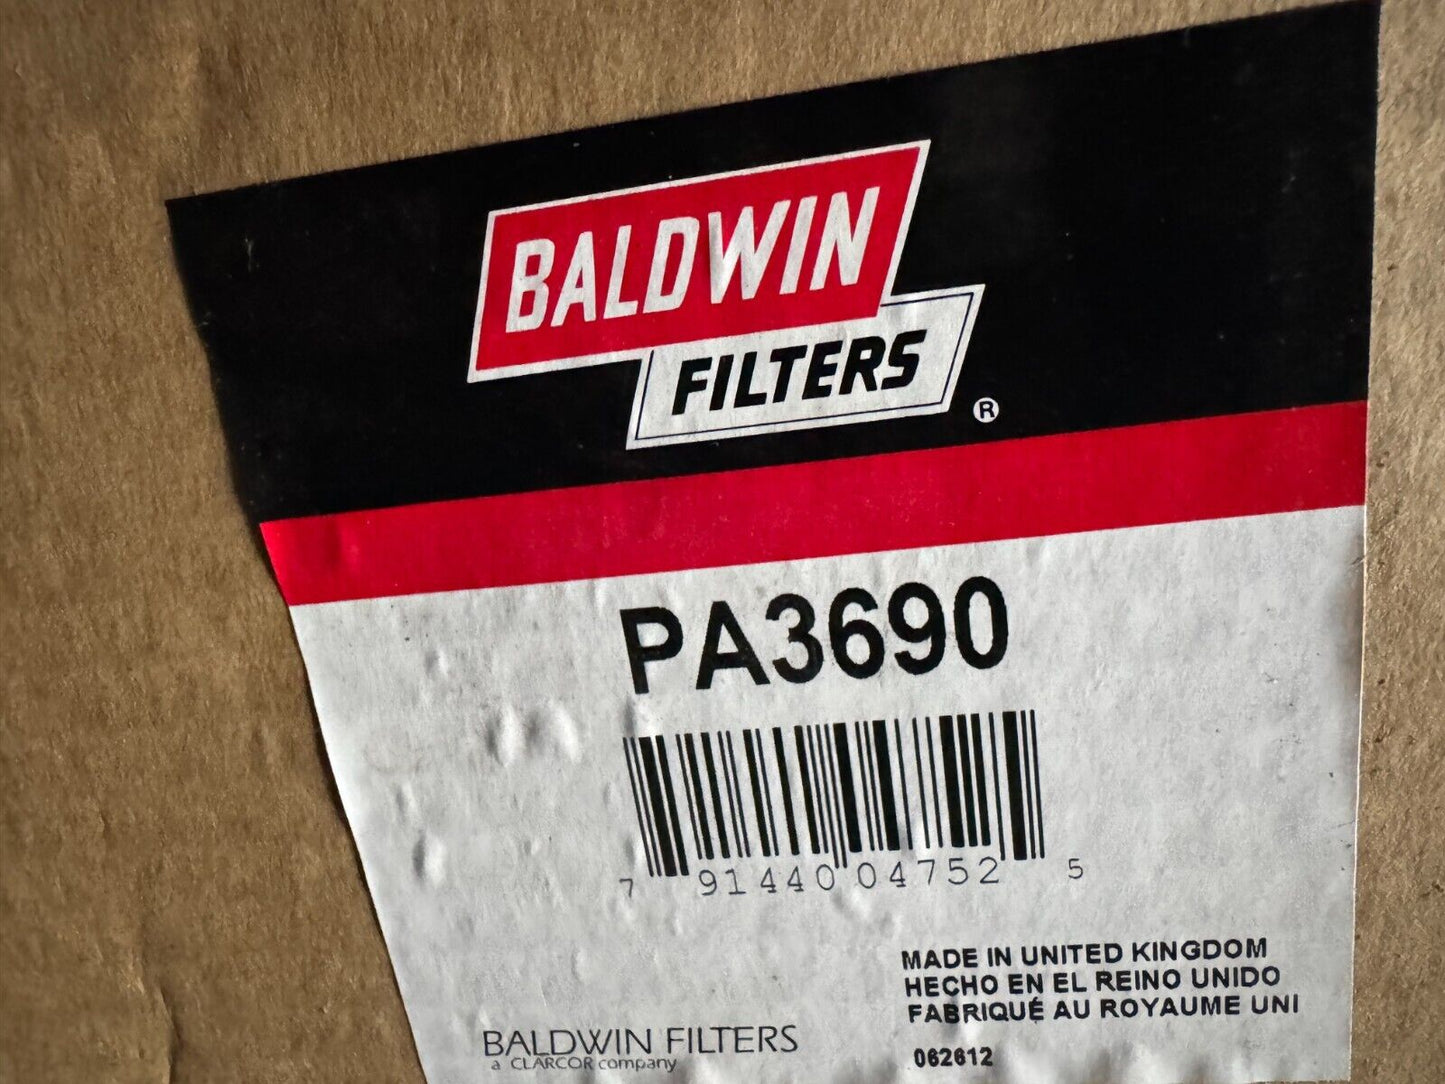 BALDWIN
FILTERS
®
PA3690
7 91440 04752 5
MADE IN UNITED KINGDOM
HECHO EN EL REINO UNIDO
FABRIQUÉ AU ROYAUME UNI
BALDWIN FILTERS
a CLARCOR company
062612